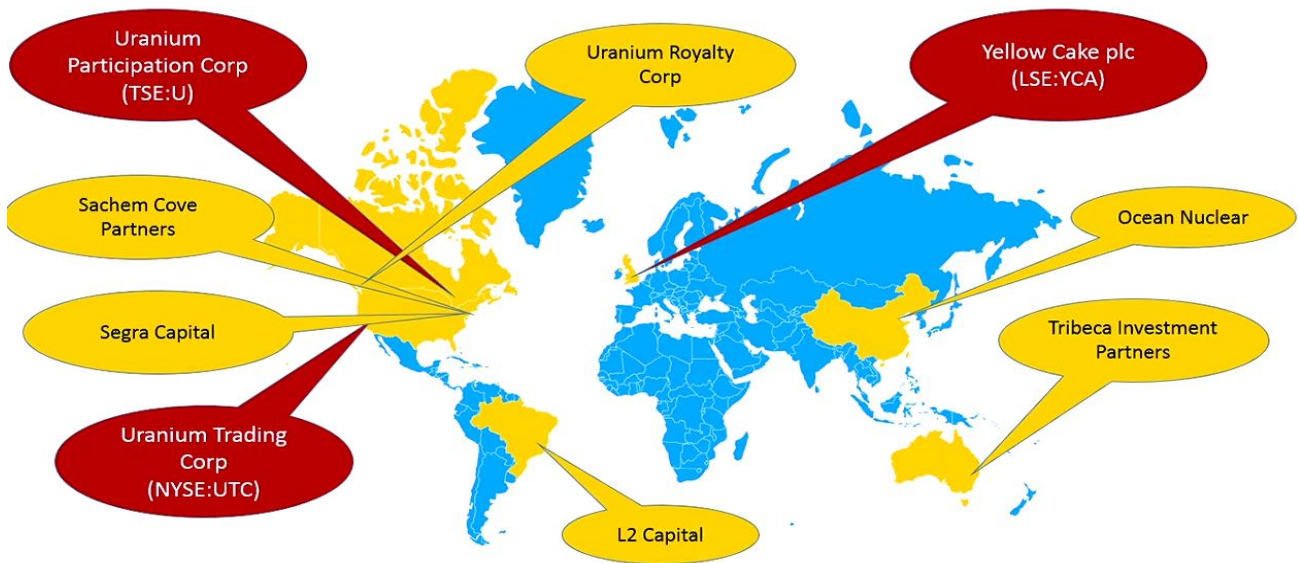 Uranium
Participation Corp
(TSE:U)
Uranium Royalty
Corp
Yellow Cake plc
(LSE:YCA)
Sachem Cove
Partners
Ocean Nuclear
Segra Capital
Tribeca Investment
Partners
Uranium Trading
Corp
(NYSE:UTC)
L2 Capital